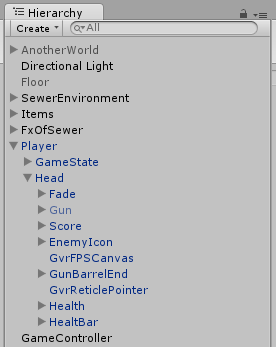 Hierarchy
Create All
AnotherWorld
Directional Light
Floor
SewerEnvironment
Items
FxOfSewer
Player
GameState
Head
Fade
Gun
Score
EnemyIcon
GvrFPSCanvas
GunBarrelEnd
GvrReticlePointer
Health
HealtBar
GameController